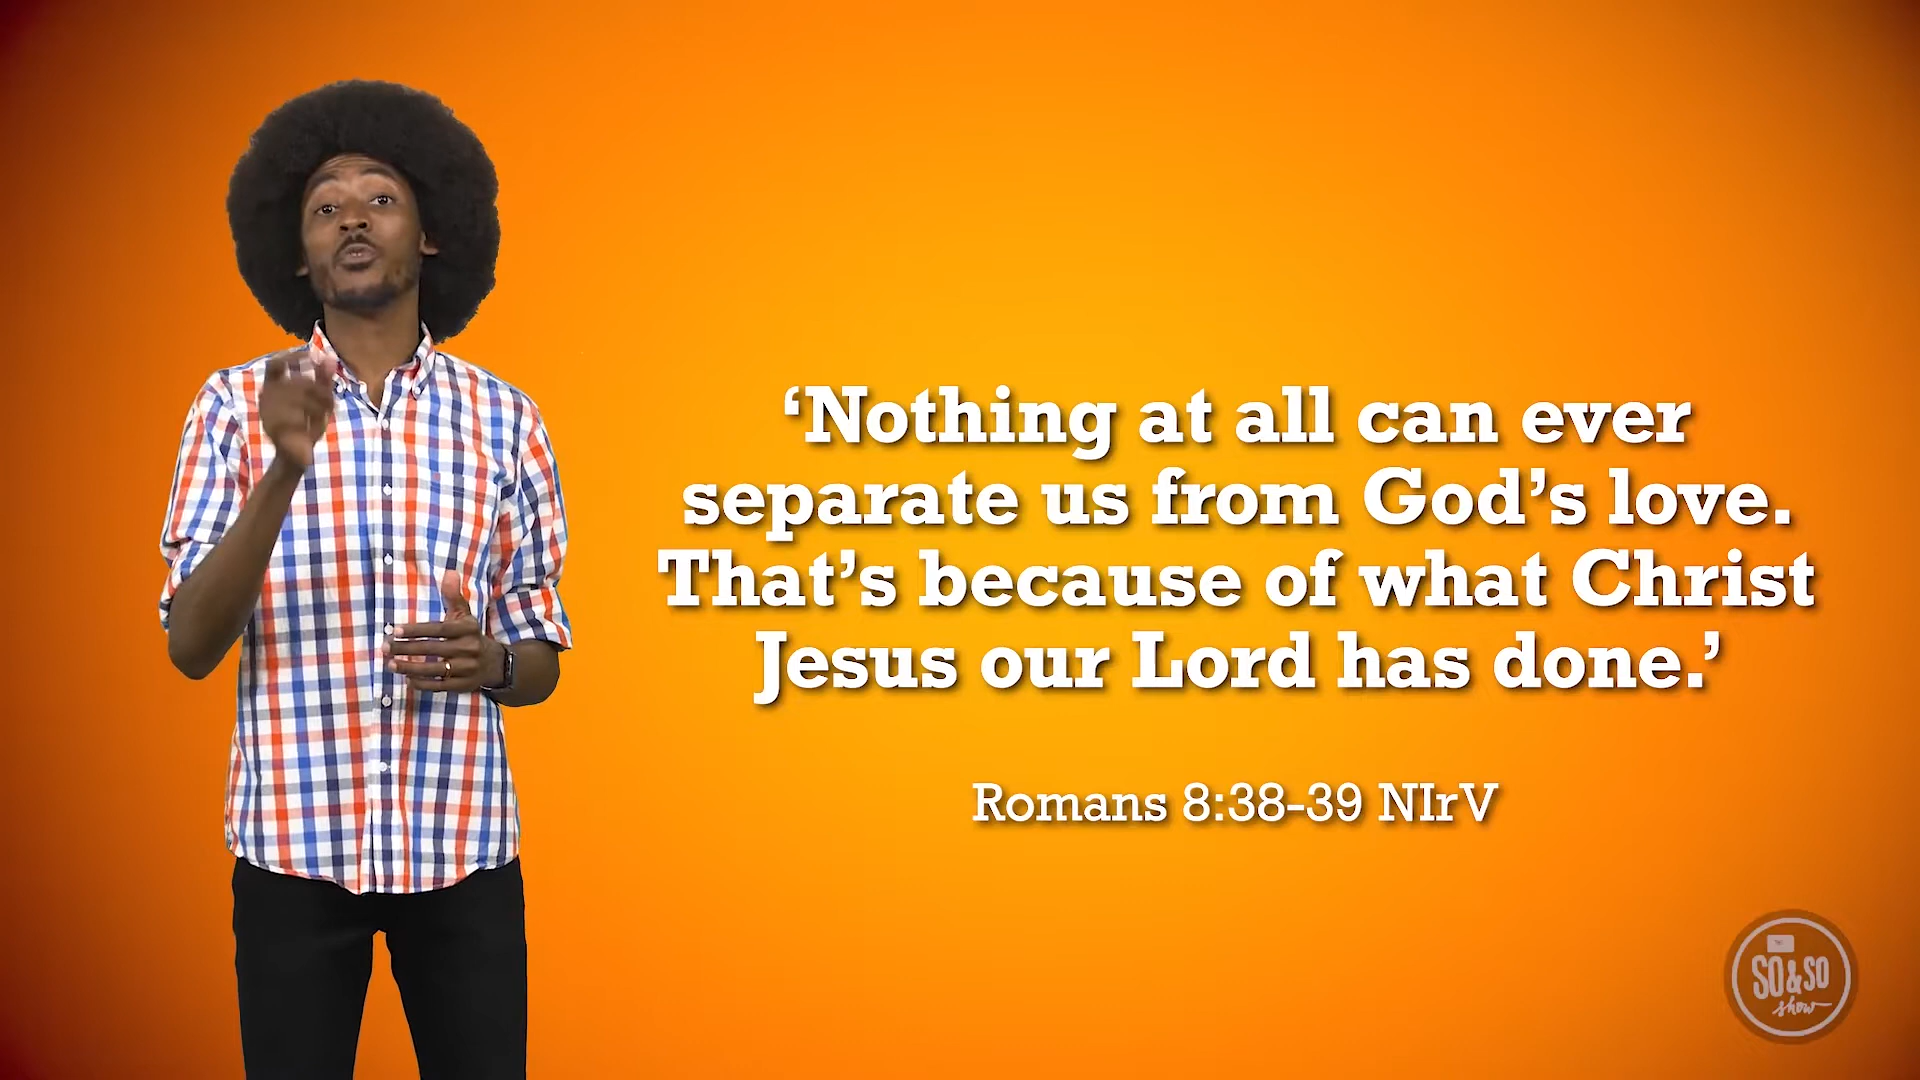 ‘Nothing at all can ever
separate us from God’s love.
That’s because of what Christ
Jesus our Lord has done.’
Romans 8:38-39 NIrV
SO&SO
show